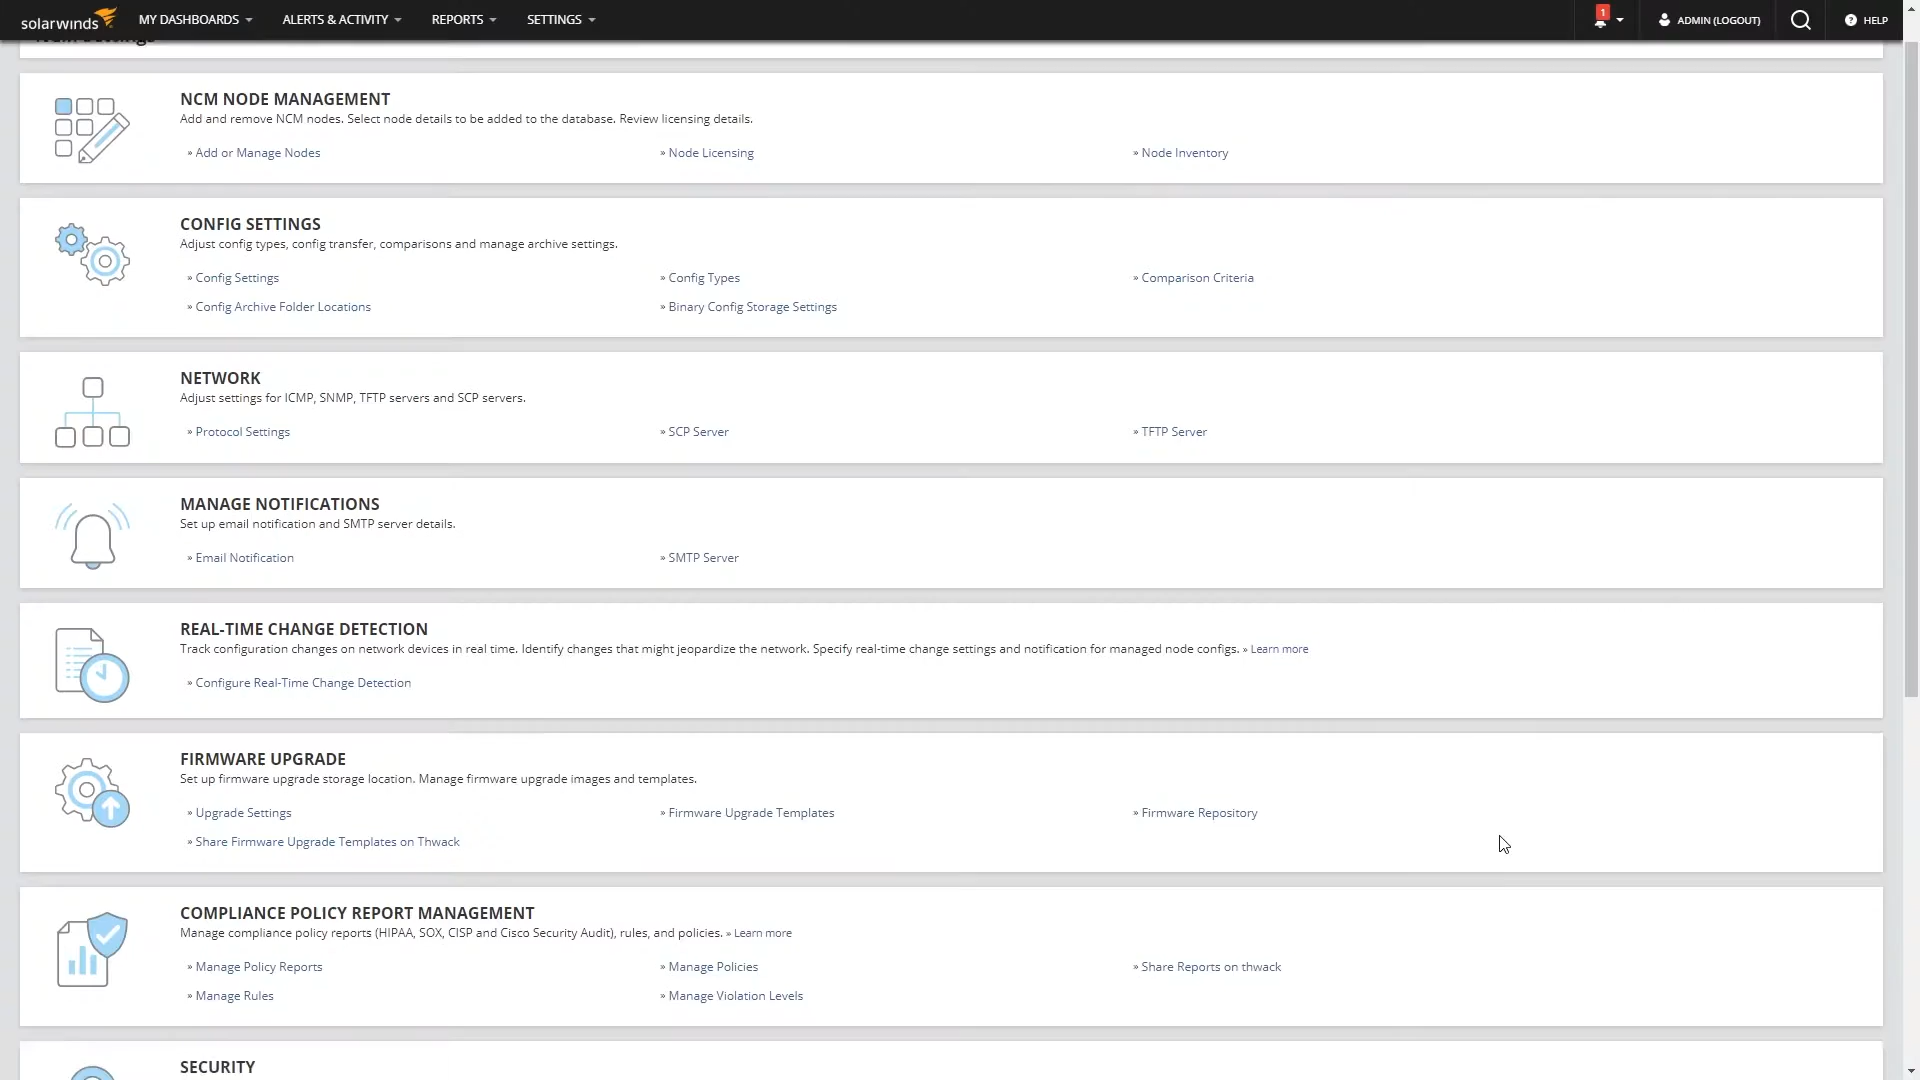 solarwinds MY DASHBOARDS ALERTS & ACTIVITY REPORTS SETTINGS 1 ADMIN (LOGOUT) ? HELP
NCM NODE MANAGEMENT
Add and remove NCM nodes. Select node details to be added to the database. Review licensing details.
» Add or Manage Nodes » Node Licensing » Node Inventory
CONFIG SETTINGS
Adjust config types, config transfer, comparisons and manage archive settings.
» Config Settings » Config Types » Comparison Criteria
» Config Archive Folder Locations » Binary Config Storage Settings
NETWORK
Adjust settings for ICMP, SNMP, TFTP servers and SCP servers.
» Protocol Settings » SCP Server » TFTP Server
MANAGE NOTIFICATIONS
Set up email notification and SMTP server details.
» Email Notification » SMTP Server
REAL-TIME CHANGE DETECTION
Track configuration changes on network devices in real time. Identify changes that might jeopardize the network. Specify real-time change settings and notification for managed node configs. » Learn more
» Configure Real-Time Change Detection
FIRMWARE UPGRADE
Set up firmware upgrade storage location. Manage firmware upgrade images and templates.
» Upgrade Settings » Firmware Upgrade Templates » Firmware Repository
» Share Firmware Upgrade Templates on Thwack
COMPLIANCE POLICY REPORT MANAGEMENT
Manage compliance policy reports (HIPAA, SOX, CISP and Cisco Security Audit), rules, and policies. » Learn more
» Manage Policy Reports » Manage Policies » Share Reports on thwack
» Manage Rules » Manage Violation Levels
SECURITY